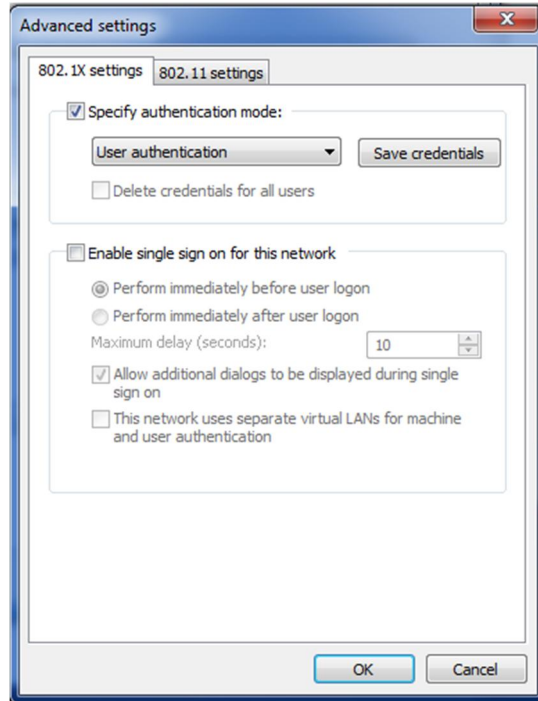 Advanced settings
802.1X settings
802.11 settings
Specify authentication mode:
User authentication
Save credentials
Delete credentials for all users
Enable single sign on for this network
Perform immediately before user logon
Perform immediately after user logon
Maximum delay (seconds):
10
Allow additional dialogs to be displayed during single
sign on
This network uses separate virtual LANs for machine
and user authentication
OK
Cancel